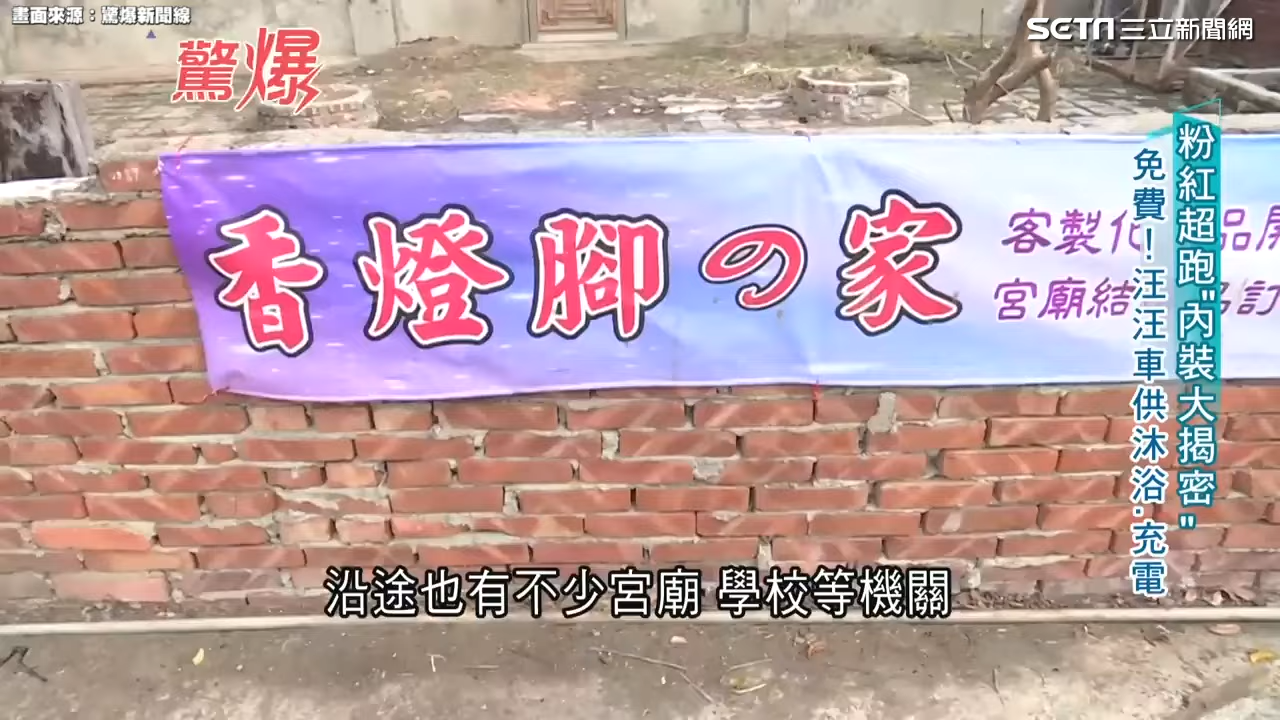 畫面來源：驚爆新聞線
SETN三立新聞網
驚爆
香燈腳の家
客製化 品
宮廟結 訂
粉紅超跑"內裝大揭密"
免費！汪汪車供沐浴．充電
沿途也有不少宮廟 學校等機關